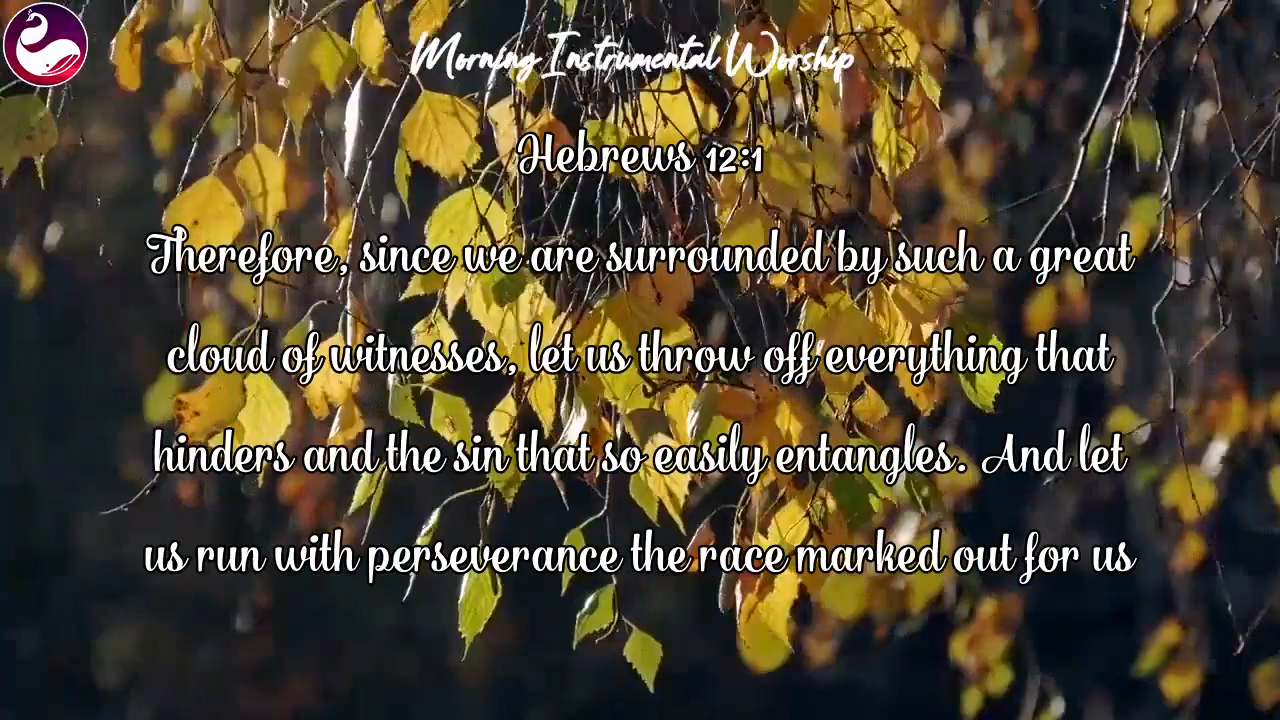 Morning Instrumental Worship
Hebrews 12:1
Therefore, since we are surrounded by such a great
cloud of witnesses, let us throw off everything that
hinders and the sin that so easily entangles. And let
us run with perseverance the race marked out for us